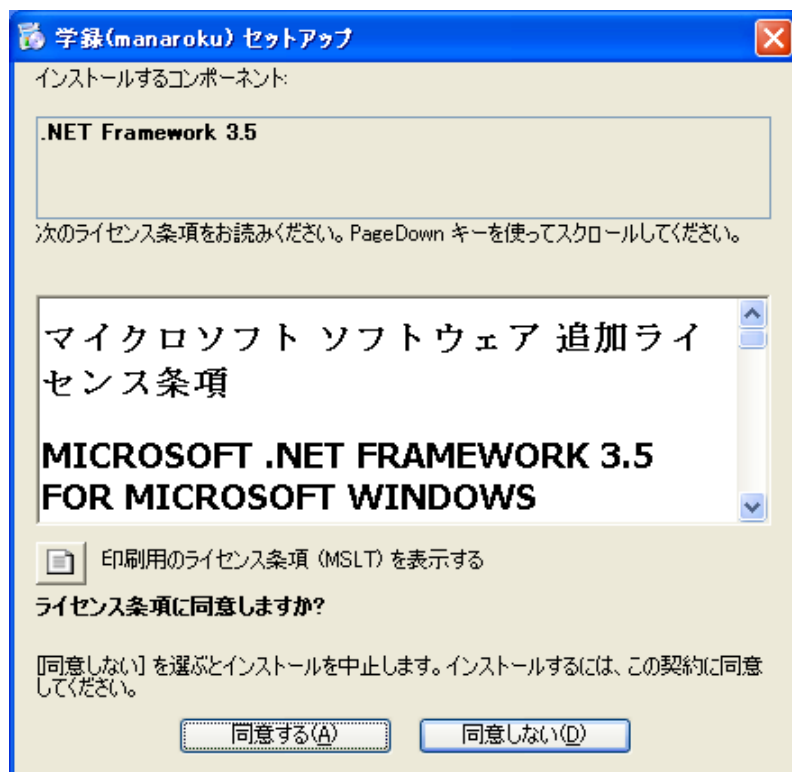 学録(manaroku) セットアップ
インストールするコンポーネント:
.NET Framework 3.5
次のライセンス条項をお読みください。PageDown キーを使ってスクロールしてください。
マイクロソフト ソフトウェア 追加ライ
センス条項
MICROSOFT .NET FRAMEWORK 3.5
FOR MICROSOFT WINDOWS
印刷用のライセンス条項 (MSLT) を表示する
ライセンス条項に同意しますか?
[同意しない] を選ぶとインストールを中止します。インストールするには、この契約に同意
してください。
同意する(A)
同意しない(D)